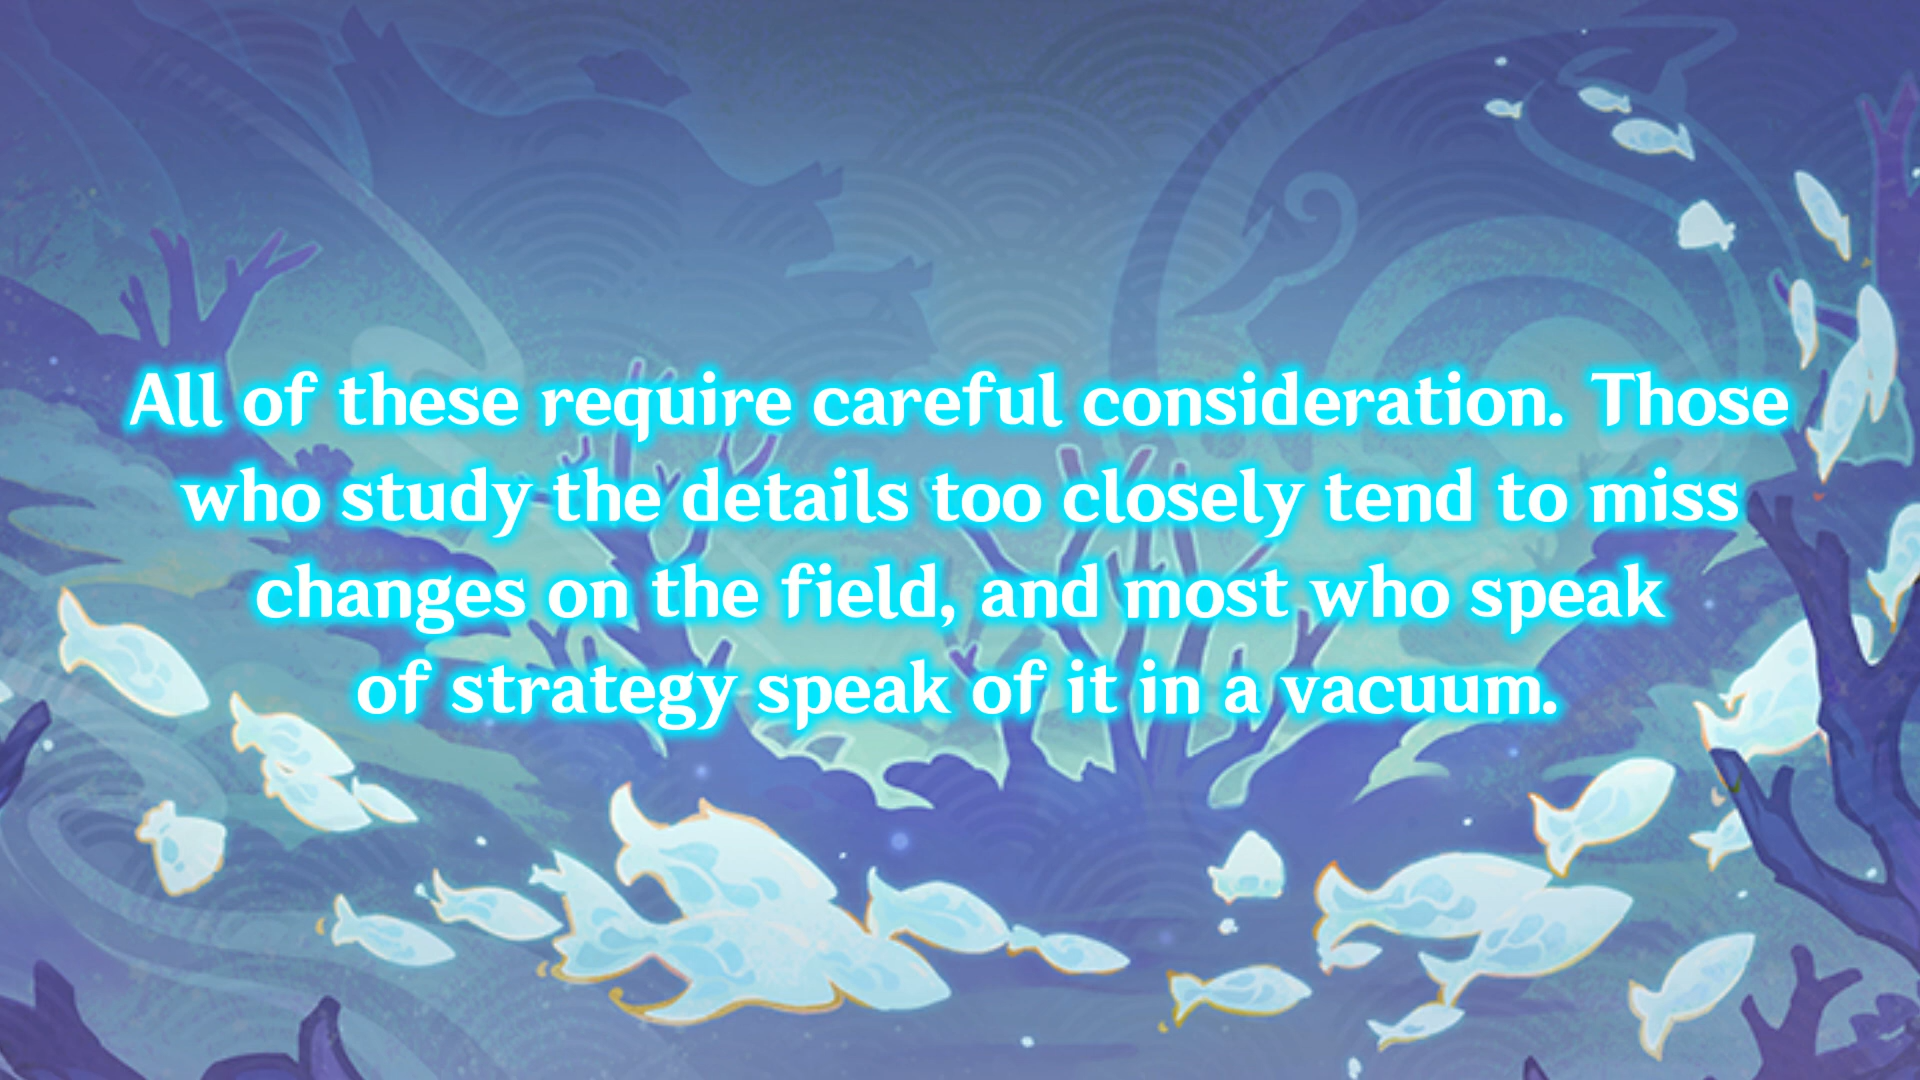 All of these require careful consideration. Those
who study the details too closely tend to miss
changes on the field, and most who speak
of strategy speak of it in a vacuum.